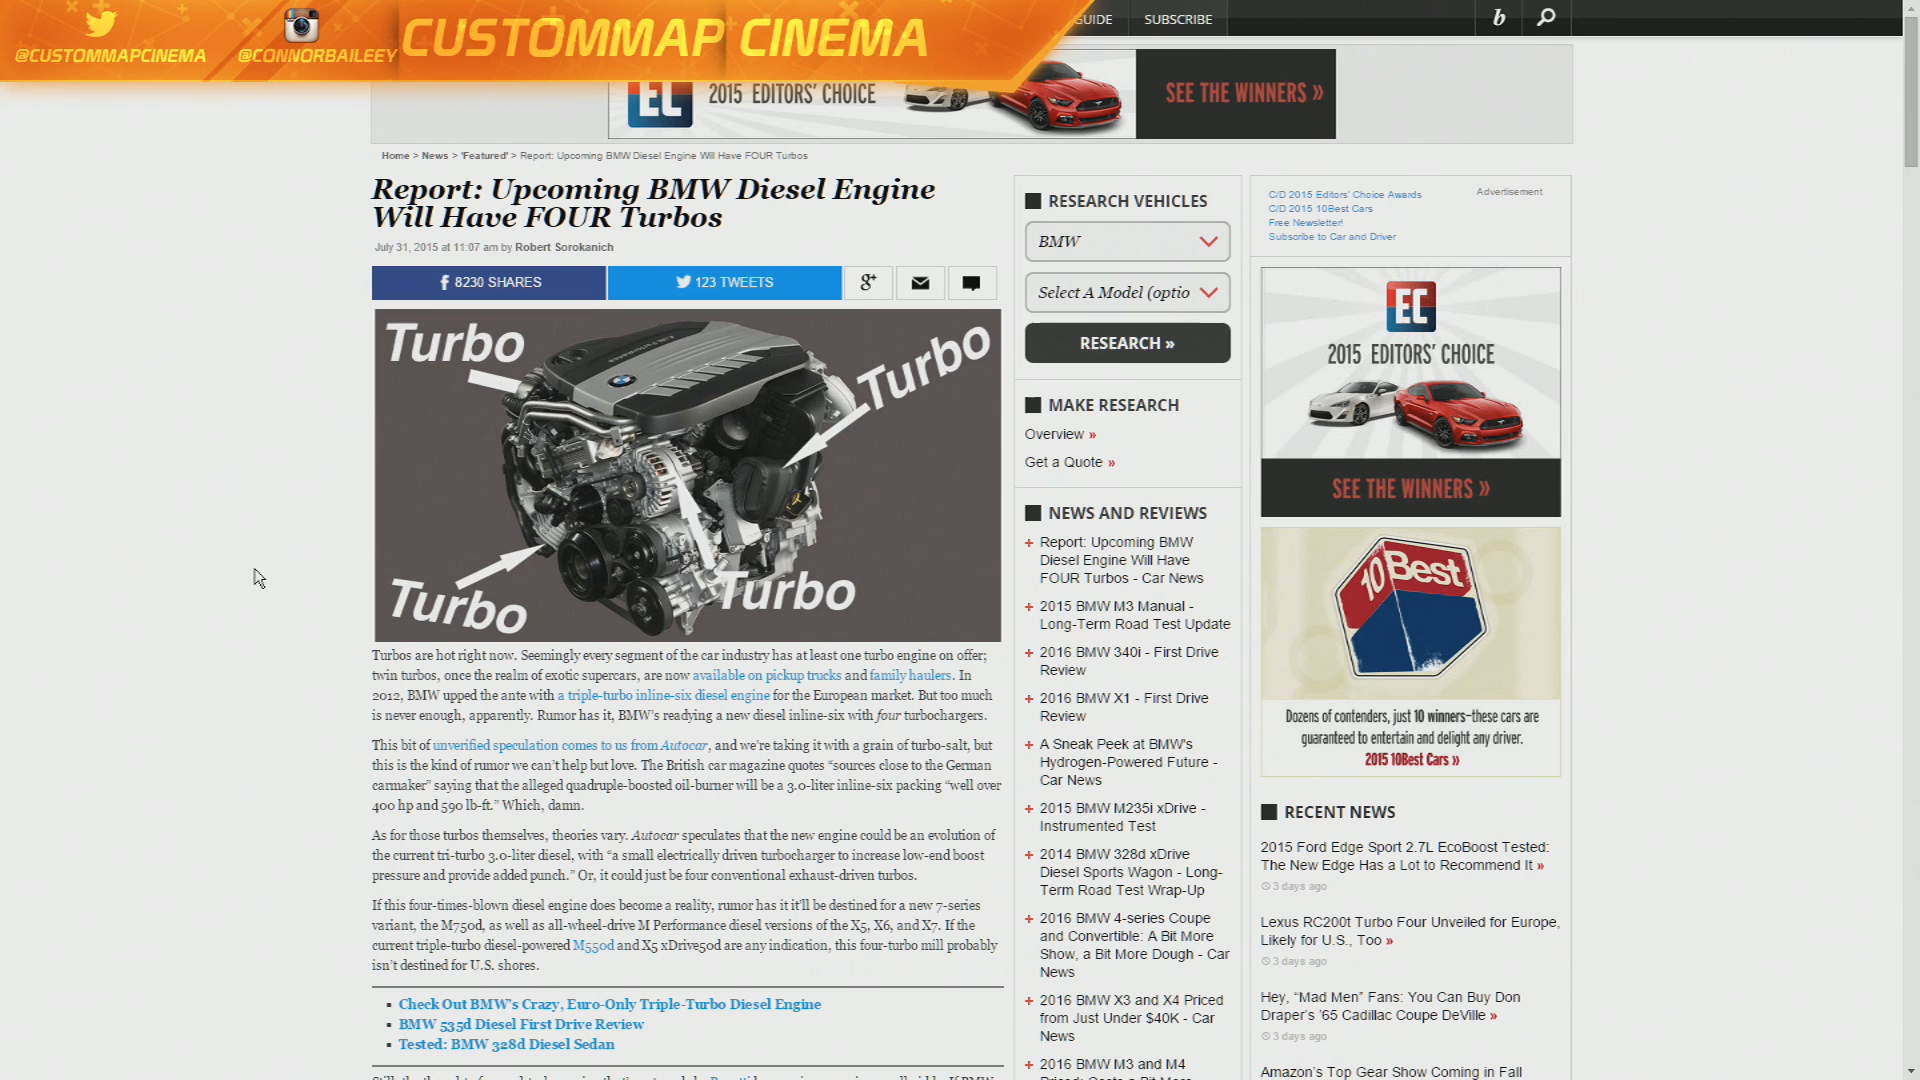 @CUSTOMMAPCINEMA
@CONNORBAILEEY
CUSTOMMAP CINEMA
GUIDE
SUBSCRIBE
b
EC
2015 EDITORS' CHOICE
SEE THE WINNERS »
Home > News > 'Featured' > Report: Upcoming BMW Diesel Engine Will Have FOUR Turbos
Report: Upcoming BMW Diesel Engine
Will Have FOUR Turbos
July 31, 2015 at 11:07 am by Robert Sorokanich
8230 SHARES
123 TWEETS
g+
Turbo
Turbo
Turbo
Turbo
Turbos are hot right now. Seemingly every segment of the car industry has at least one turbo engine on offer;
twin turbos, once the realm of exotic supercars, are now available on pickup trucks and family haulers. In
2012, BMW upped the ante with a triple-turbo inline-six diesel engine for the European market. But too much
is never enough, apparently. Rumor has it, BMW's readying a new diesel inline-six with four turbochargers.
This bit of unverified speculation comes to us from Autocar, and we're taking it with a grain of turbo-salt, but
this is the kind of rumor we can't help but love. The British car magazine quotes "sources close to the German
carmaker" saying that the alleged quadruple-boosted oil-burner will be a 3.0-liter inline-six packing "well over
400 hp and 590 lb-ft." Which, damn.
As for those turbos themselves, theories vary. Autocar speculates that the new engine could be an evolution of
the current tri-turbo 3.0-liter diesel, with "a small electrically driven turbocharger to increase low-end boost
pressure and provide added punch." Or, it could just be four conventional exhaust-driven turbos.
If this four-times-blown diesel engine does become a reality, rumor has it it'll be destined for a new 7-series
variant, the M750d, as well as all-wheel-drive M Performance diesel versions of the X5, X6, and X7. If the
current triple-turbo diesel-powered M550d and X5 xDrive50d are any indication, this four-turbo mill probably
isn't destined for U.S. shores.
▪ Check Out BMW's Crazy, Euro-Only Triple-Turbo Diesel Engine
▪ BMW 535d Diesel First Drive Review
▪ Tested: BMW 328d Diesel Sedan
RESEARCH VEHICLES
BMW
Select A Model (optio
RESEARCH »
MAKE RESEARCH
Overview »
Get a Quote »
NEWS AND REVIEWS
+ Report: Upcoming BMW
Diesel Engine Will Have
FOUR Turbos - Car News
+ 2015 BMW M3 Manual -
Long-Term Road Test Update
+ 2016 BMW 340i - First Drive
Review
+ 2016 BMW X1 - First Drive
Review
+ A Sneak Peek at BMW's
Hydrogen-Powered Future -
Car News
+ 2015 BMW M235i xDrive -
Instrumented Test
+ 2014 BMW 328d xDrive
Diesel Sports Wagon - Long-
Term Road Test Wrap-Up
+ 2016 BMW 4-series Coupe
and Convertible: A Bit More
Show, a Bit More Dough - Car
News
+ 2016 BMW X3 and X4 Priced
from Just Under $40K - Car
News
+ 2016 BMW M3 and M4
C/D 2015 Editors' Choice Awards
C/D 2015 10Best Cars
Free Newsletter!
Subscribe to Car and Driver
Advertisement
EC
2015 EDITORS' CHOICE
SEE THE WINNERS »
10Best
Dozens of contenders, just 10 winners—these cars are
guaranteed to entertain and delight any driver.
2015 10Best Cars »
RECENT NEWS
2015 Ford Edge Sport 2.7L EcoBoost Tested:
The New Edge Has a Lot to Recommend It »
3 days ago
Lexus RC200t Turbo Four Unveiled for Europe,
Likely for U.S., Too »
3 days ago
Hey, "Mad Men" Fans: You Can Buy Don
Draper's '65 Cadillac Coupe DeVille »
3 days ago
Amazon's Top Gear Show Coming in Fall